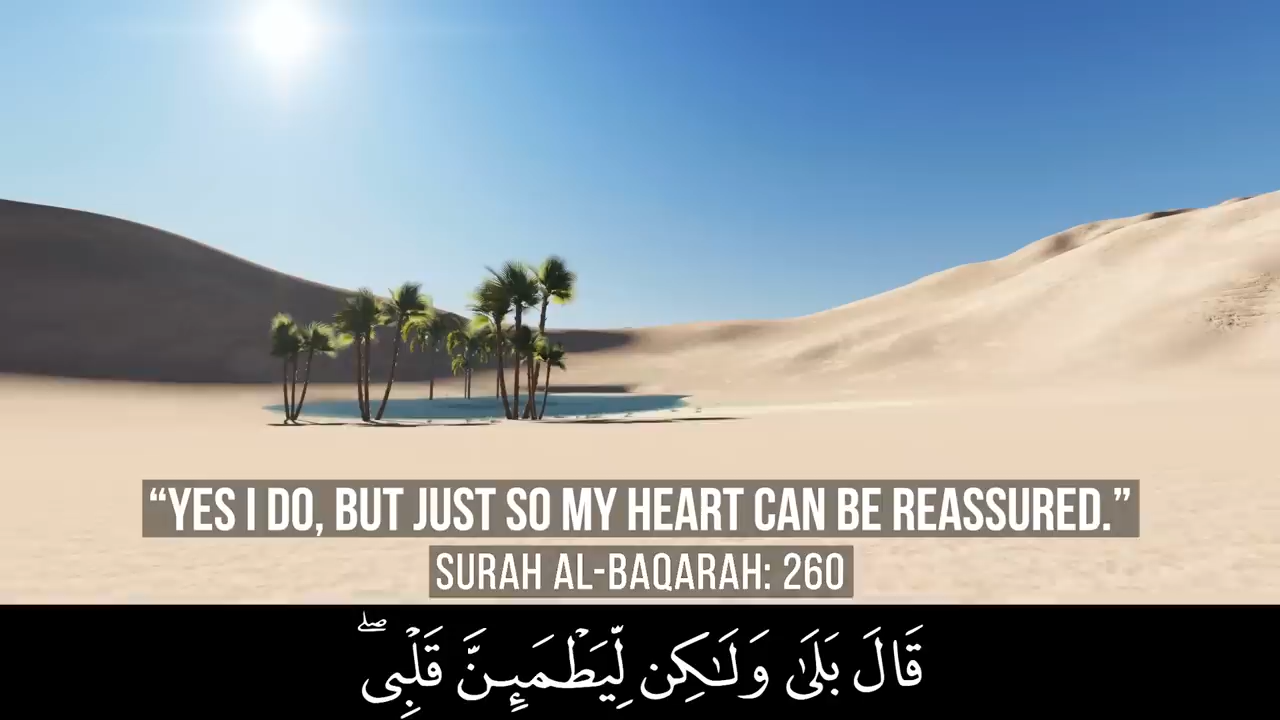 “YES I DO, BUT JUST SO MY HEART CAN BE REASSURED.”
SURAH AL-BAQARAH: 260
قَالَ بَلَىٰ وَلَـٰكِن لِّيَطْمَئِنَّ قَلْبِى ۖ